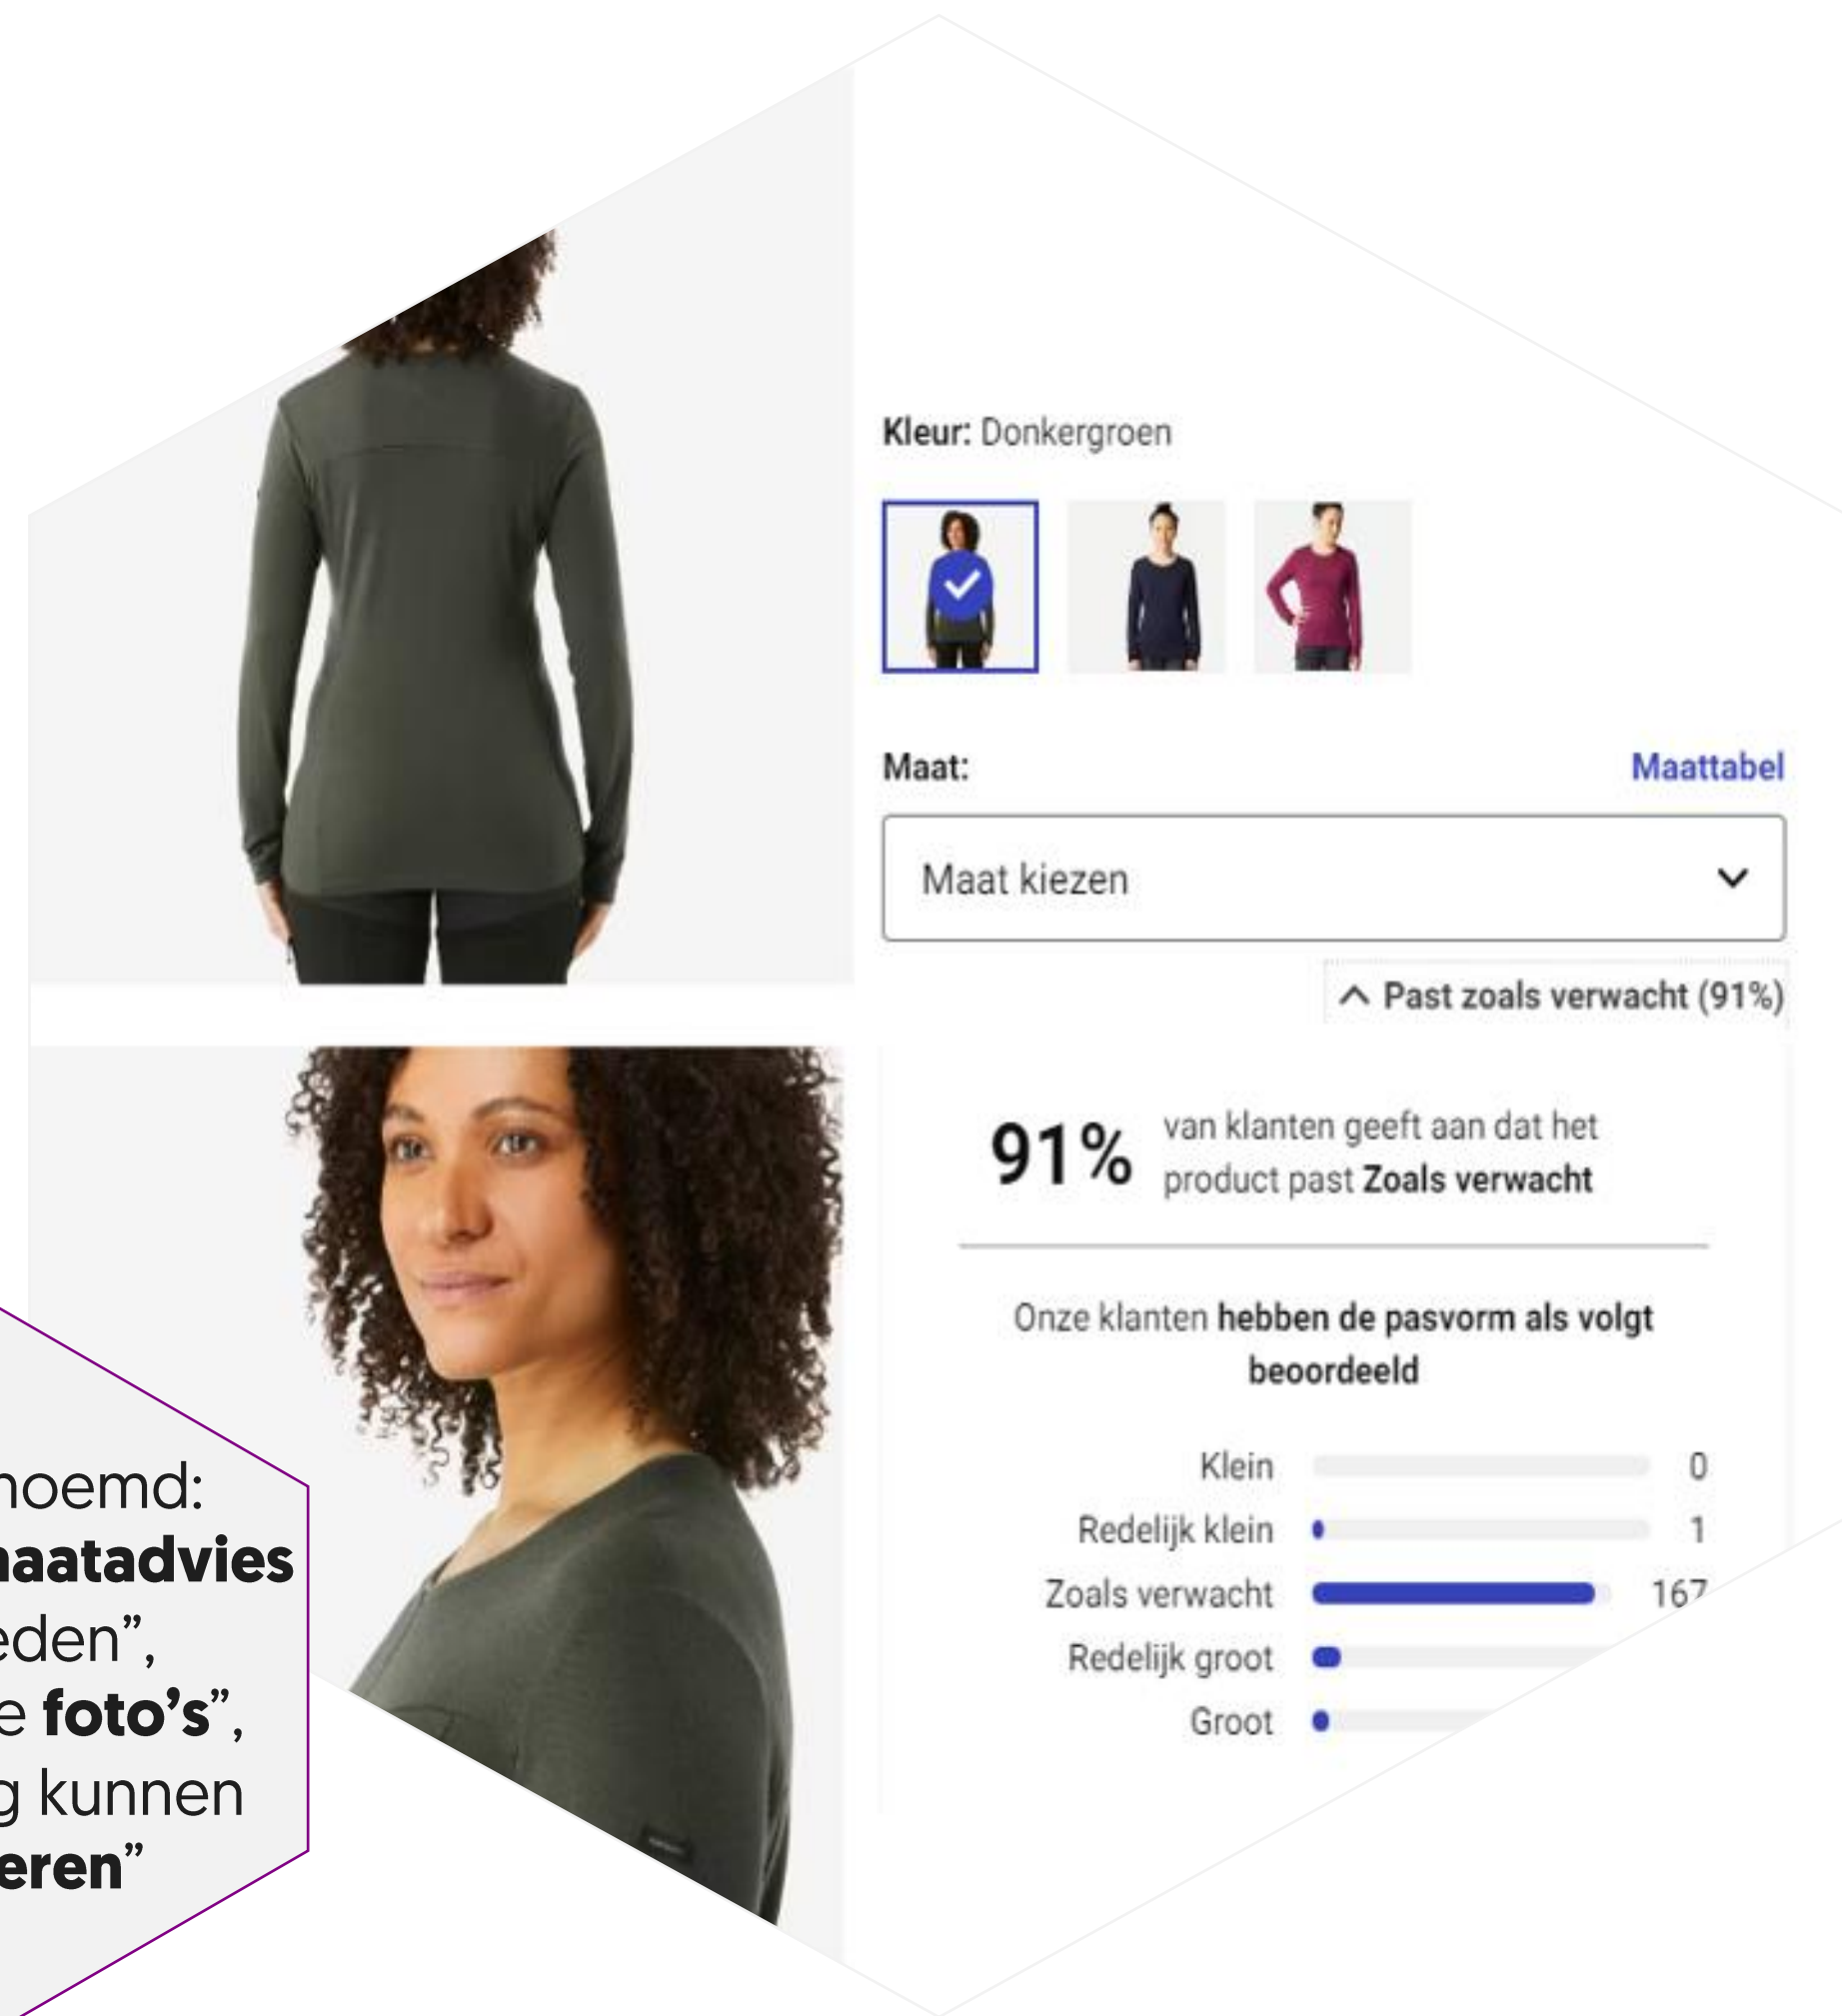 Kleur: Donkergroen
Maat:
Maattabel
Maat kiezen
Past zoals verwacht (91%)
91%
van klanten geeft aan dat het
product past Zoals verwacht
Onze klanten hebben de pasvorm als volgt
beoordeeld
Klein 0
Redelijk klein 1
Zoals verwacht 167
Redelijk groot
Groot
noemd:
maatadvies
eden”,
e foto’s”,
g kunnen
eren”